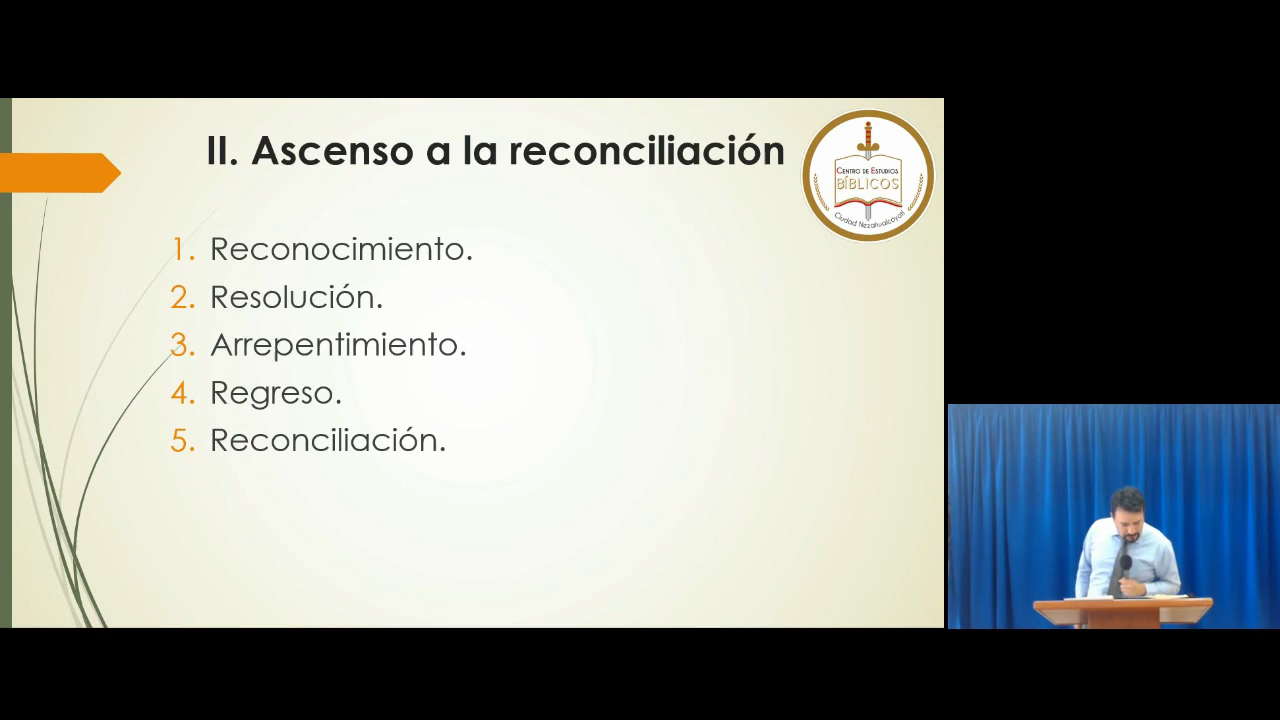 II. Ascenso a la reconciliación
CENTRO DE ESTUDIOS
BÍBLICOS
Ciudad Nezahualcóyotl
1. Reconocimiento.
2. Resolución.
3. Arrepentimiento.
4. Regreso.
5. Reconciliación.